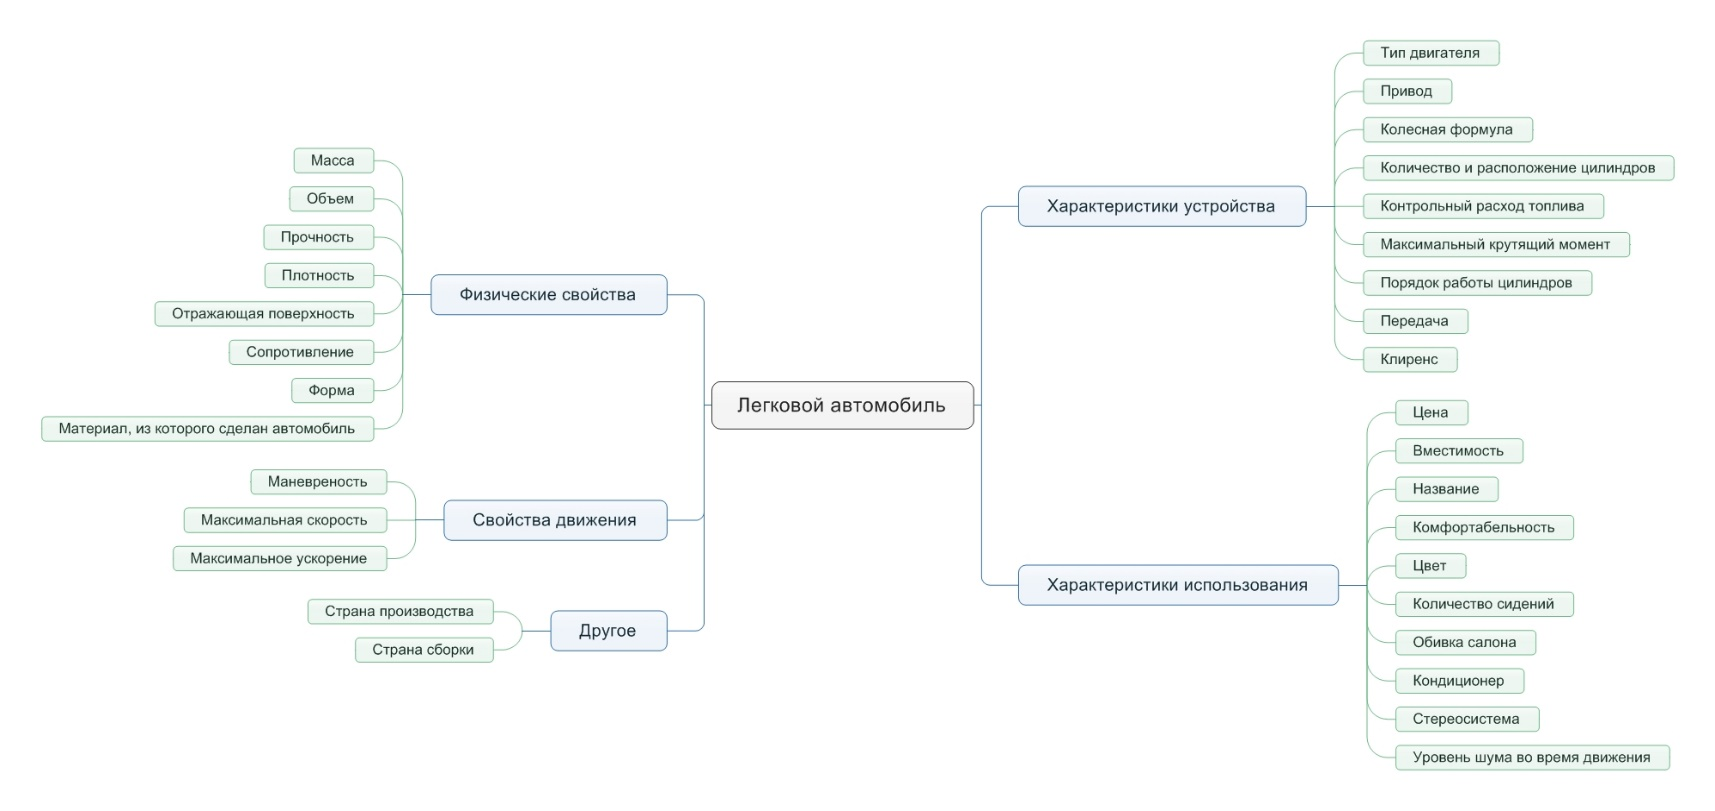 Легковой автомобиль
Физические свойства
Масса
Объем
Прочность
Плотность
Отражающая поверхность
Сопротивление
Форма
Материал, из которого сделан автомобиль
Свойства движения
Маневреность
Максимальная скорость
Максимальное ускорение
Другое
Страна производства
Страна сборки
Характеристики устройства
Тип двигателя
Привод
Колесная формула
Количество и расположение цилиндров
Контрольный расход топлива
Максимальный крутящий момент
Порядок работы цилиндров
Передача
Клиренс
Характеристики использования
Цена
Вместимость
Название
Комфортабельность
Цвет
Количество сидений
Обивка салона
Кондиционер
Стереосистема
Уровень шума во время движения